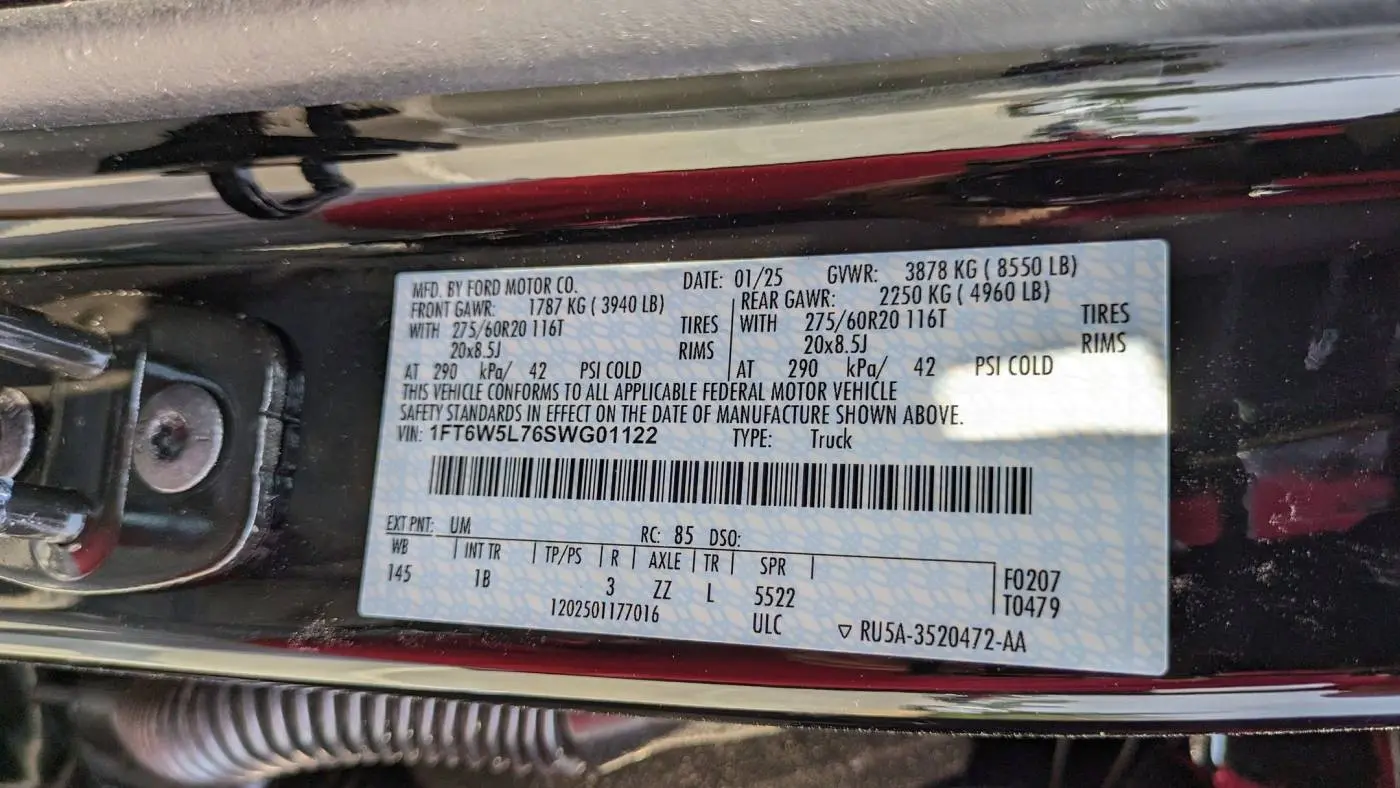 MFD. BY FORD MOTOR CO. DATE: 01/25 GVWR: 3878 KG ( 8550 LB)
FRONT GAWR: 1787 KG ( 3940 LB) REAR GAWR: 2250 KG ( 4960 LB)
WITH 275/60R20 116T TIRES WITH 275/60R20 116T TIRES
20x8.5J RIMS 20x8.5J RIMS
AT 290 kPa/ 42 PSI COLD AT 290 kPa/ 42 PSI COLD
THIS VEHICLE CONFORMS TO ALL APPLICABLE FEDERAL MOTOR VEHICLE
SAFETY STANDARDS IN EFFECT ON THE DATE OF MANUFACTURE SHOWN ABOVE.
VIN: 1FT6W5L76SWG01122 TYPE: Truck
EXT PNT: UM RC: 85 DSO:
WB INT TR TP/PS R AXLE TR SPR
145 1B 3 ZZ L 5522
F0207
T0479
1202501177016 ULC ▽ RU5A-3520472-AA